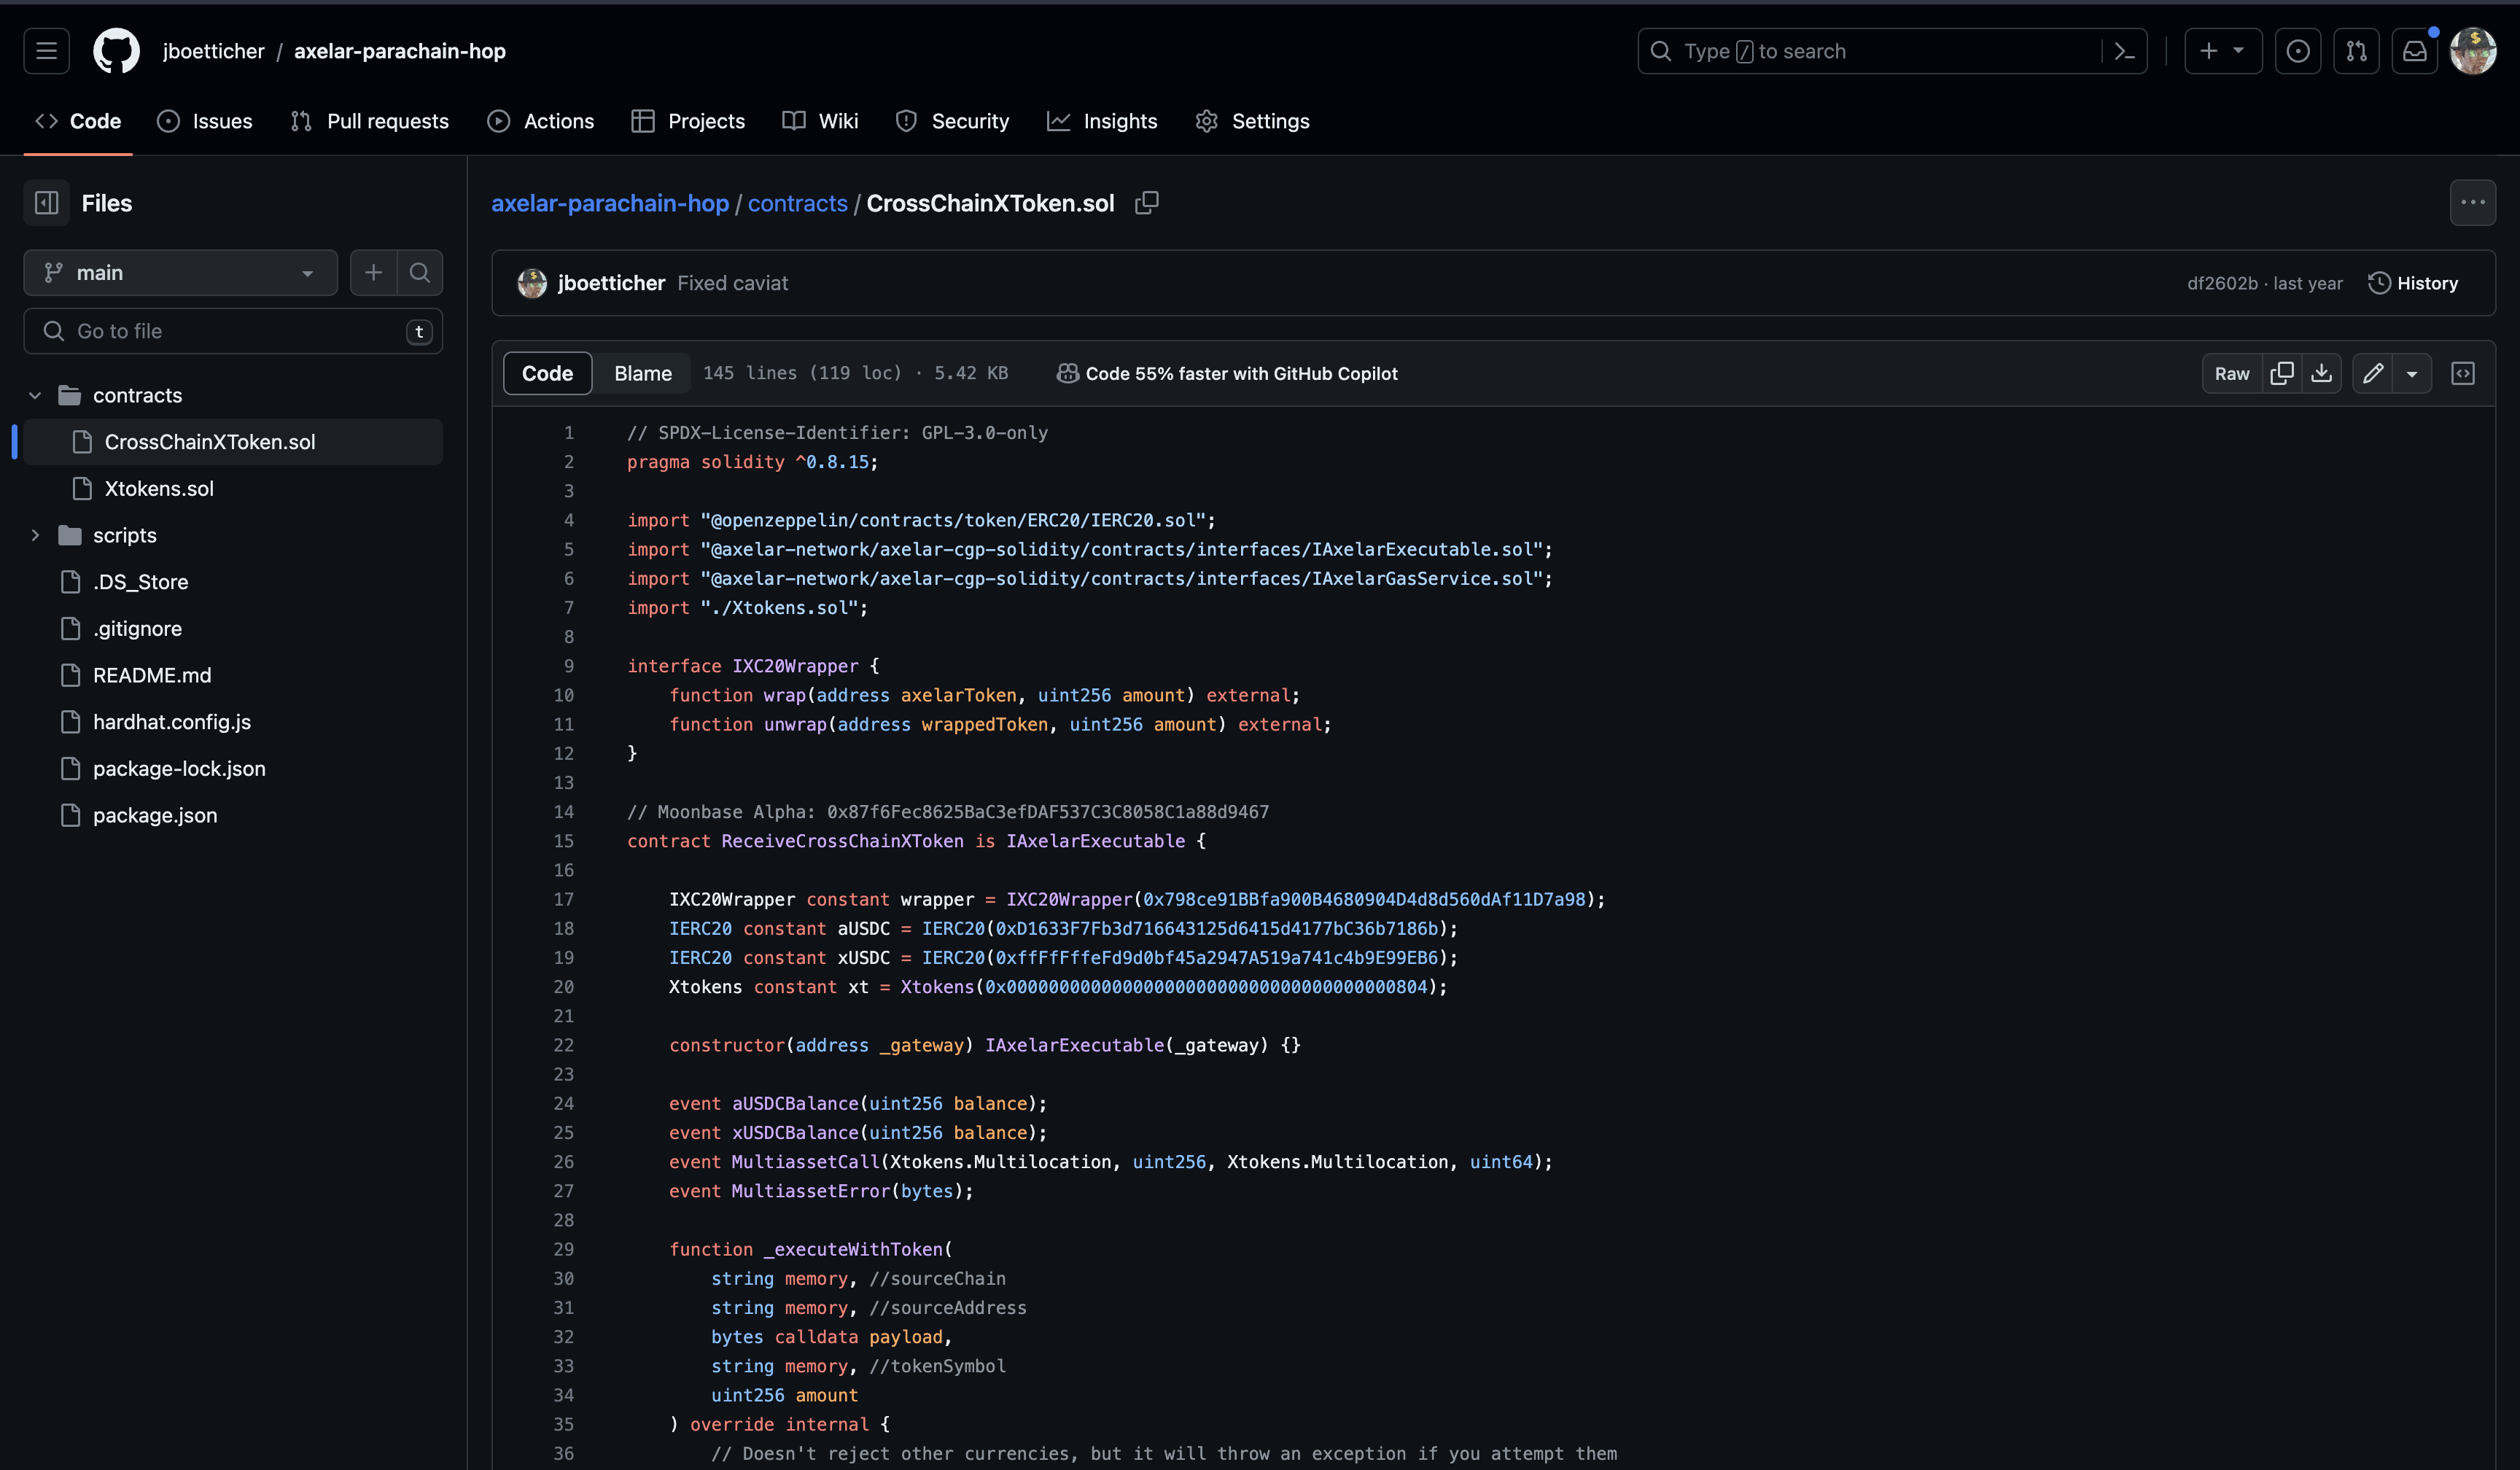 jboetticher / axelar-parachain-hop
Type / to search
Code
Issues
Pull requests
Actions
Projects
Wiki
Security
Insights
Settings
Files
main
Go to file
t
contracts
CrossChainXToken.sol
Xtokens.sol
scripts
.DS_Store
.gitignore
README.md
hardhat.config.js
package-lock.json
package.json
axelar-parachain-hop / contracts / CrossChainXToken.sol
jboetticher Fixed caviat
df2602b · last year
History
Code
Blame
145 lines (119 loc) · 5.42 KB
Code 55% faster with GitHub Copilot
Raw
1 // SPDX-License-Identifier: GPL-3.0-only
2 pragma solidity ^0.8.15;
3
4 import "@openzeppelin/contracts/token/ERC20/IERC20.sol";
5 import "@axelar-network/axelar-cgp-solidity/contracts/interfaces/IAxelarExecutable.sol";
6 import "@axelar-network/axelar-cgp-solidity/contracts/interfaces/IAxelarGasService.sol";
7 import "./Xtokens.sol";
8
9 interface IXC20Wrapper {
10 function wrap(address axelarToken, uint256 amount) external;
11 function unwrap(address wrappedToken, uint256 amount) external;
12 }
13
14 // Moonbase Alpha: 0x87f6Fec8625BaC3efDAF537C3C8058C1a88d9467
15 contract ReceiveCrossChainXToken is IAxelarExecutable {
16
17 IXC20Wrapper constant wrapper = IXC20Wrapper(0x798ce91BBfa900B4680904D4d8d560dAf11D7a98);
18 IERC20 constant aUSDC = IERC20(0xD1633F7Fb3d716643125d6415d4177bC36b7186b);
19 IERC20 constant xUSDC = IERC20(0xffFfFffeFd9d0bf45a2947A519a741c4b9E99EB6);
20 Xtokens constant xt = Xtokens(0x0000000000000000000000000000000000000804);
21
22 constructor(address _gateway) IAxelarExecutable(_gateway) {}
23
24 event aUSDCBalance(uint256 balance);
25 event xUSDCBalance(uint256 balance);
26 event MultiassetCall(Xtokens.Multilocation, uint256, Xtokens.Multilocation, uint64);
27 event MultiassetError(bytes);
28
29 function _executeWithToken(
30 string memory, //sourceChain
31 string memory, //sourceAddress
32 bytes calldata payload,
33 string memory, //tokenSymbol
34 uint256 amount
35 ) override internal {
36 // Doesn't reject other currencies, but it will throw an exception if you attempt them